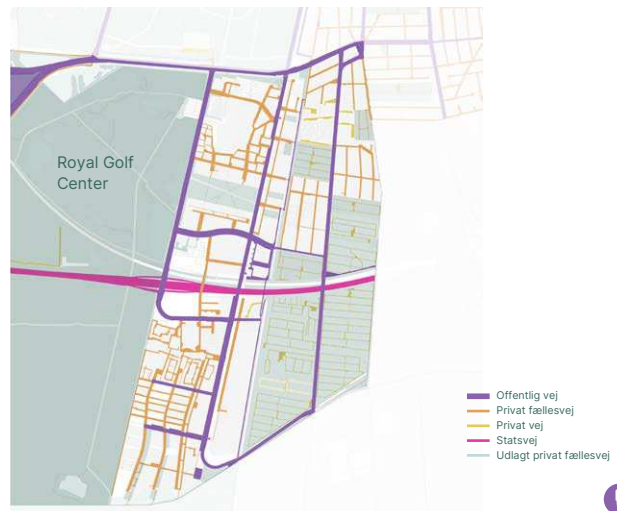 Royal Golf
Center
Offentlig vej
Privat fællesvej
Privat vej
Statsvej
Udlagt privat fællesvej